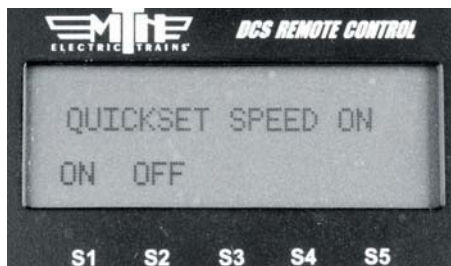 MTH
ELECTRIC TRAINS
DCS REMOTE CONTROL
QUICKSET SPEED ON
ON OFF
S1 S2 S3 S4 S5